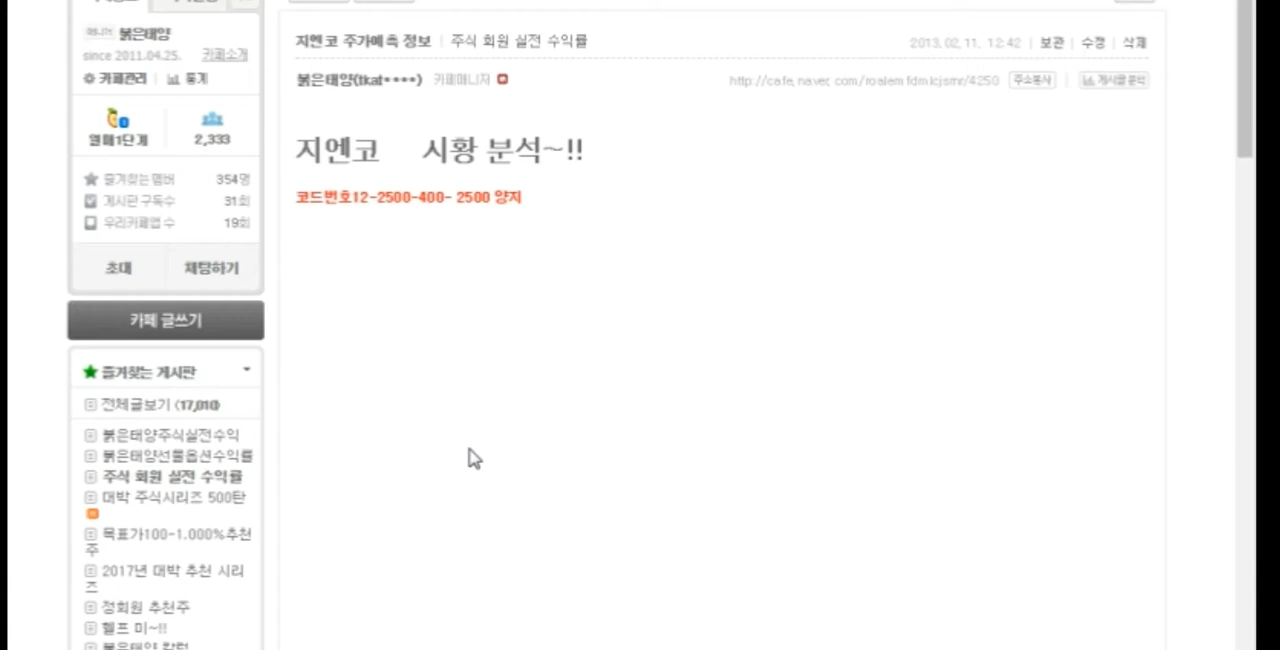 매니저 붉은태양
since 2011.04.25. 카페소개
카페관리 통계
열매1단계 2,333
즐겨찾는 멤버 354명
게시판 구독수 31회
우리카페앱 수 19회
초대 채팅하기
카페 글쓰기
즐겨찾는 게시판
전체글보기 (17,010)
붉은태양주식실전수익
붉은태양선물옵션수익률
주식 회원 실전 수익률
대박 주식시리즈 500탄
목표가100-1,000%추천
주
2017년 대박 추천 시리
즈
정회원 추천주
헬프 미~!!
붉은태양 칼럼
지엔코 주가예측 정보 | 주식 회원 실전 수익률
2013.02.11. 12:42 | 보관 | 수정 | 삭제
붉은태양(tkat****) 카페매니저
주소복사 | 게시글 분석
지엔코 시황 분석~!!
코드번호12-2500-400- 2500 양지